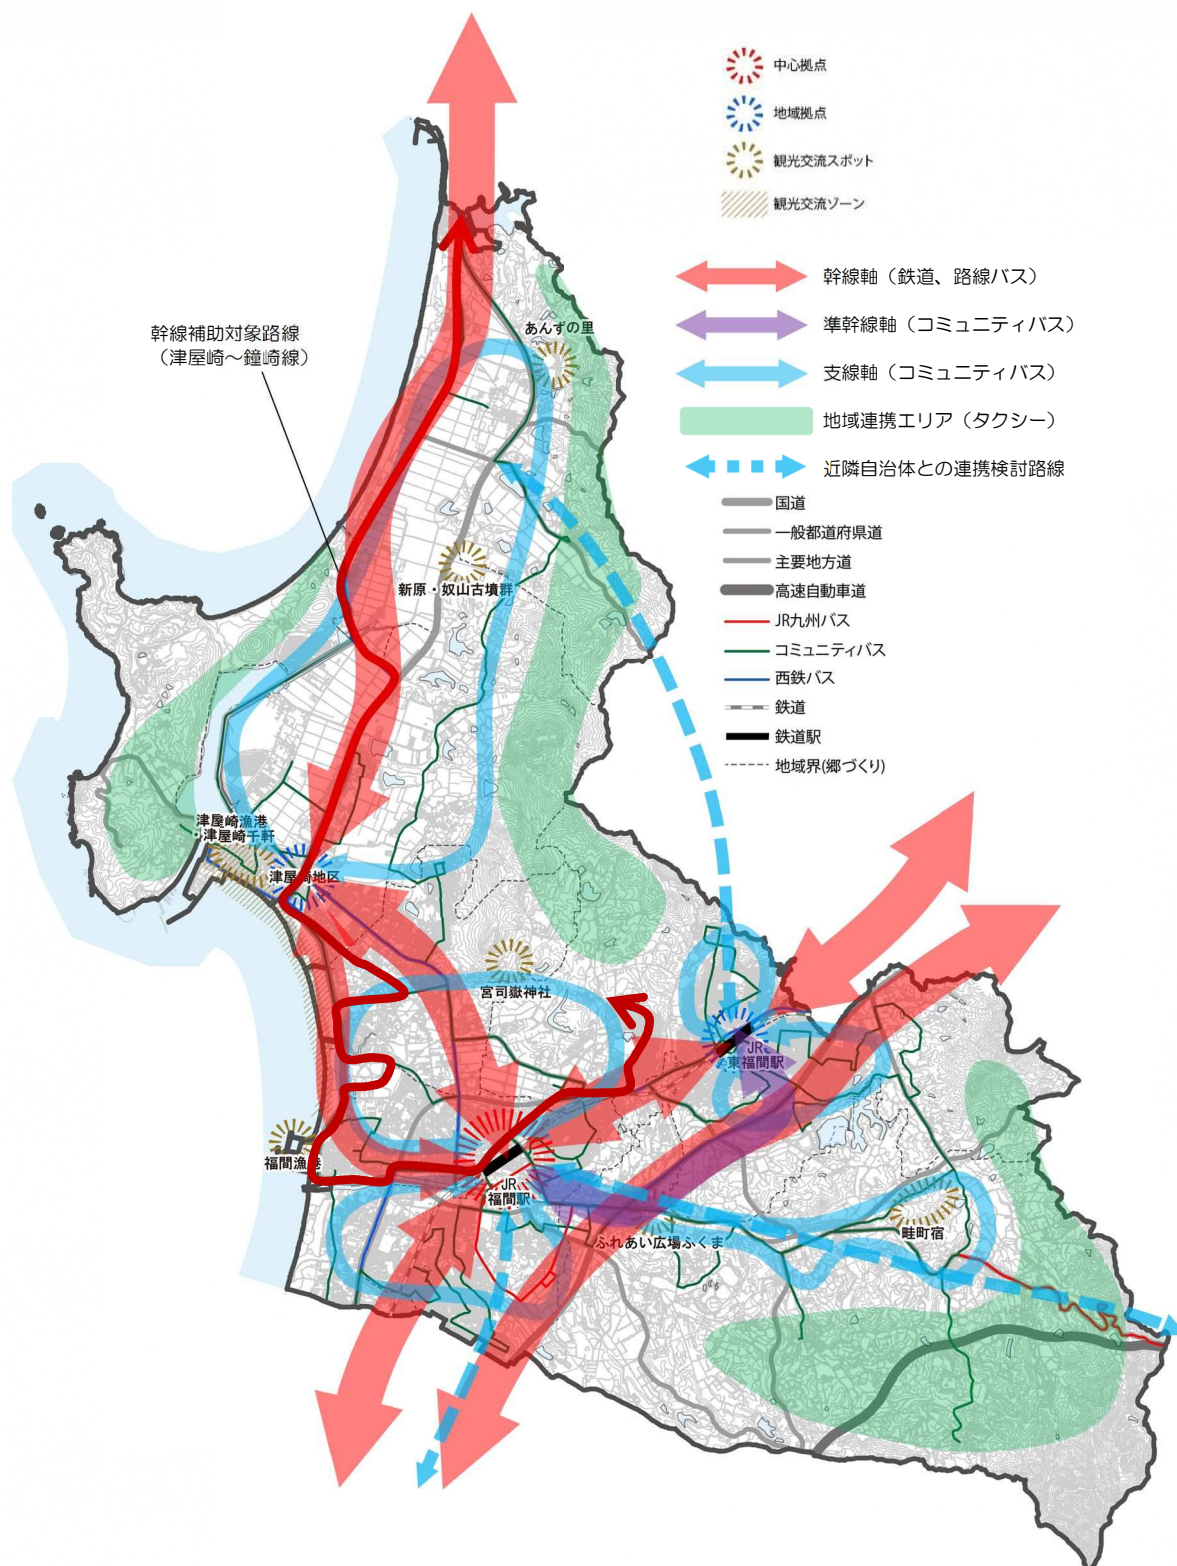 中心拠点
地域拠点
観光交流スポット
観光交流ゾーン
幹線軸（鉄道、路線バス）
準幹線軸（コミュニティバス）
支線軸（コミュニティバス）
地域連携エリア（タクシー）
近隣自治体との連携検討路線
国道
一般都道府県道
主要地方道
高速自動車道
JR九州バス
コミュニティバス
西鉄バス
鉄道
鉄道駅
地域界(郷づくり)
幹線補助対象路線
（津屋崎～鐘崎線）
あんずの里
新原・奴山古墳群
津屋崎漁港
・津屋崎千軒
津屋崎地区
宮司嶽神社
JR
東福間駅
福間漁港
JR
福間駅
ふれあい広場ふくま
畦町宿